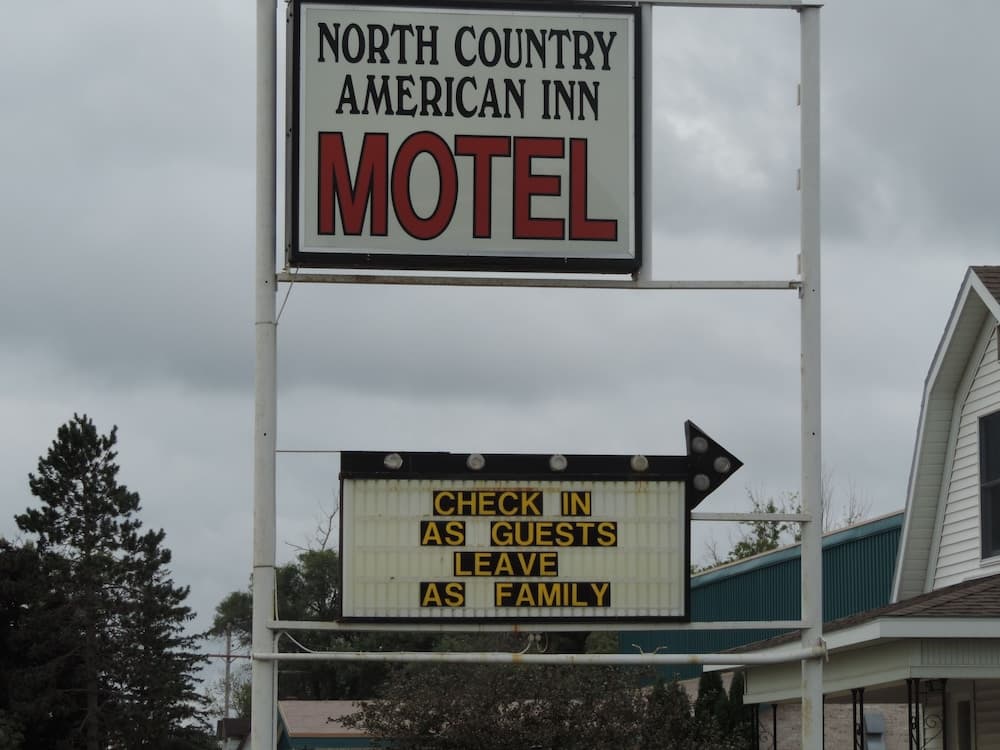 NORTH COUNTRY
AMERICAN INN
MOTEL
CHECK IN
AS GUESTS
LEAVE
AS FAMILY